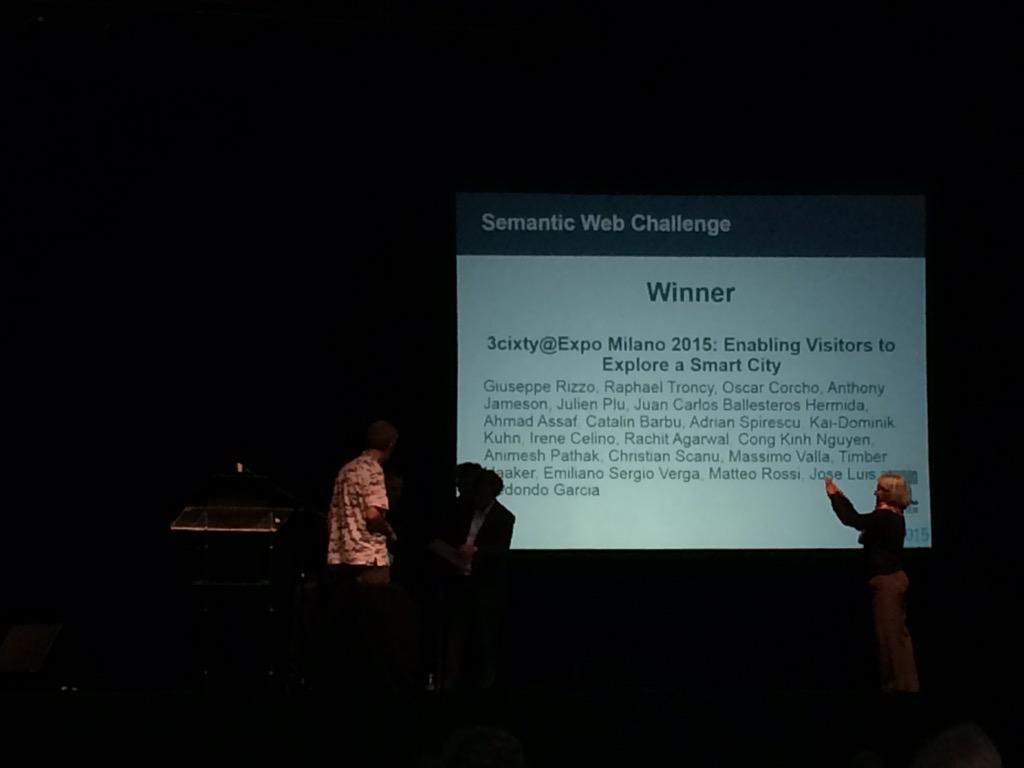 Semantic Web Challenge
Winner
3cixty@Expo Milano 2015: Enabling Visitors to
Explore a Smart City
Giuseppe Rizzo, Raphael Troncy, Oscar Corcho, Anthony
Jameson, Julien Plu, Juan Carlos Ballesteros Hermida,
Ahmad Assaf, Catalin Barbu, Adrian Spirescu, Kai-Dominik
Kuhn, Irene Celino, Rachit Agarwal, Cong Kinh Nguyen,
Animesh Pathak, Christian Scanu, Massimo Valla, Timber
Haaker, Emiliano Sergio Verga, Matteo Rossi, Jose Luis
Redondo Garcia